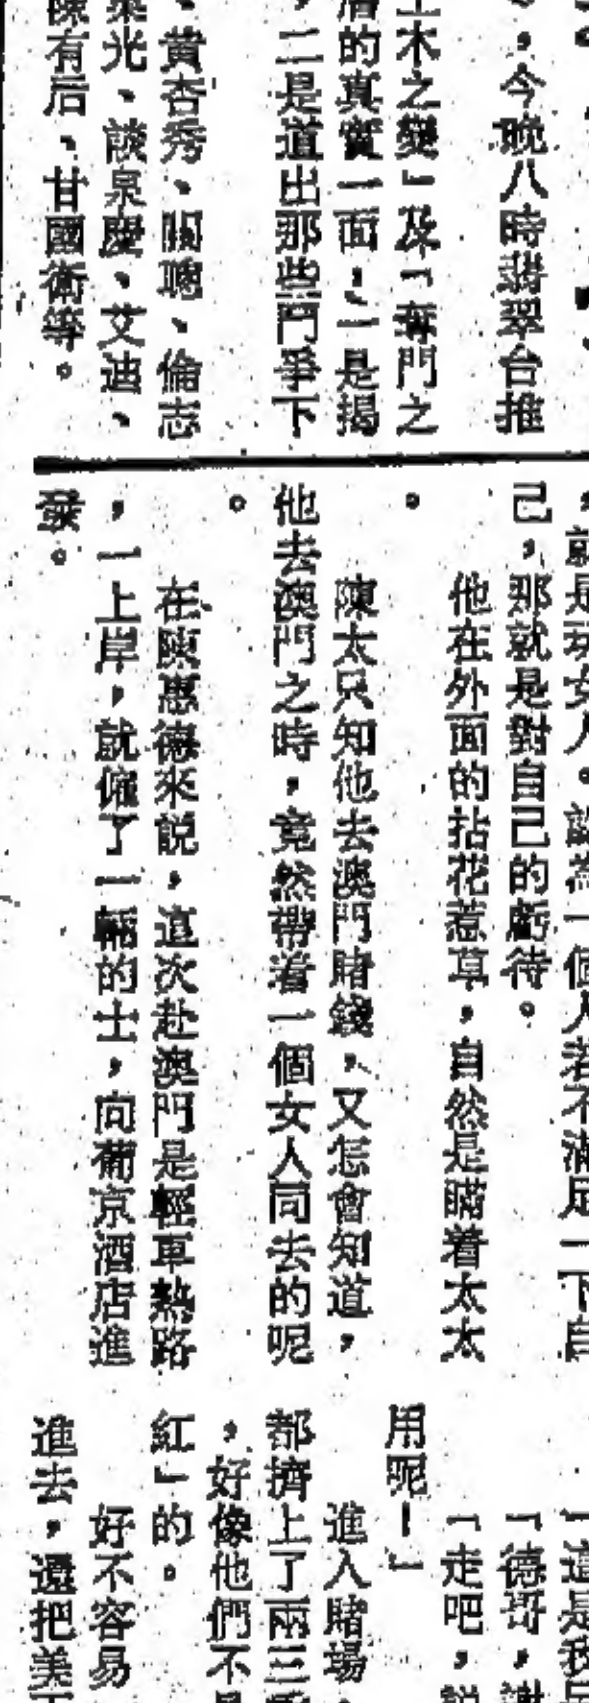 ，今晚八時翡翠台推
土木之變」及「奪門之
的真實一面；一是揭
，二是道出那些鬥爭下
、黃杏秀、關聰、倫志
光、談泉慶、艾迪、
陳有后、甘國衛等。
，就是玩女人。認為一個人若不滿足一下自
己，那就是對自己的虧待。
他在外面的拈花惹草，自然是瞞着太太
。
陳太只知他去澳門賭錢，又怎會知道，
他去澳門之時，竟然帶着一個女人同去的呢
。
在陳惠德來說，這次赴澳門是輕車熟路
，一上岸，就僱了一輛的士，向葡京酒店進
發。
「這是我
「德哥，謝
「走吧，説
用呢！」
進入賭場，
都擠上了兩三
，好像他們不
紅」的。
好不容易
進去，還把美